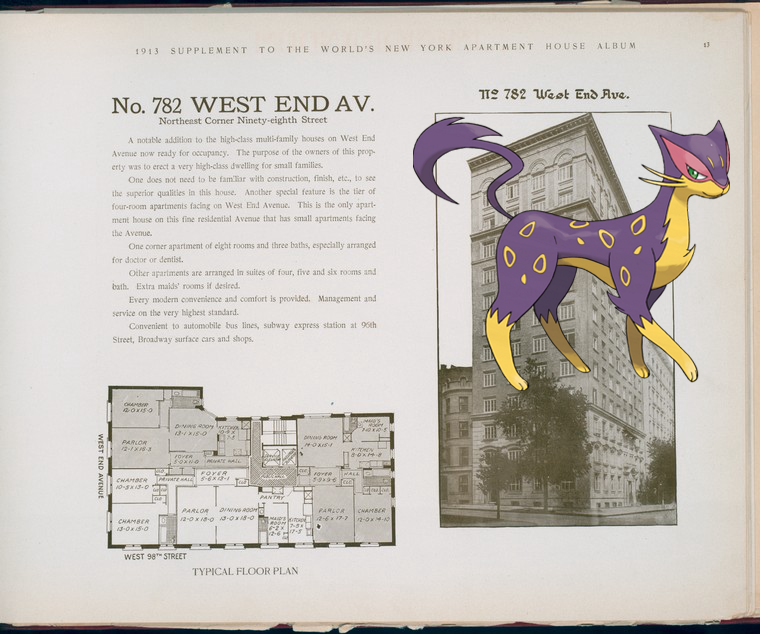 1913 SUPPLEMENT TO THE WORLD'S NEW YORK APARTMENT HOUSE ALBUM
No. 782 WEST END AV.
Northeast Corner Ninety-eighth Street
A notable addition to the high-class multi-family houses on West End
Avenue now ready for occupancy. The purpose of the owners of this prop-
erty was to erect a very high-class dwelling for small families.
One does not need to be familiar with construction, finish, etc., to see
the superior qualities in this house. Another special feature is the tier of
four-room apartments facing on West End Avenue. This is the only apart-
ment house on this fine residential Avenue that has small apartments facing
the Avenue.
One corner apartment of eight rooms and three baths, especially arranged
for doctor or dentist.
Other apartments are arranged in suites of four, five and six rooms and
bath. Extra maids' rooms if desired.
Every modern convenience and comfort is provided. Management and
service on the very highest standard.
Convenient to automobile bus lines, subway express station at 96th
Street, Broadway surface cars and shops.
No 782 West End Ave.
CHAMBER
12-0 X 15-0
DINING ROOM
13-1 X 15-0
KITCHEN
PARLOR
12-1 X 16-3
FOYER
5-0 X 11-0
PRIVATE HALL
CHAMBER
10-5 X 13-0
PRIVATE HALL
FOYER
5-6 X 13-1
CLO
CHAMBER
13-0 X 15-0
PARLOR
12-0 X 18-0
DINING ROOM
13-0 X 18-0
PANTRY
MAID'S
ROOM
KITCHEN
DINING ROOM
14-0 X 15-1
MAID'S
ROOM
KITCHEN
FOYER
HALL
CLO
PARLOR
CHAMBER
12-0 X 14-10
WEST END AVENUE
WEST 98TH STREET
TYPICAL FLOOR PLAN